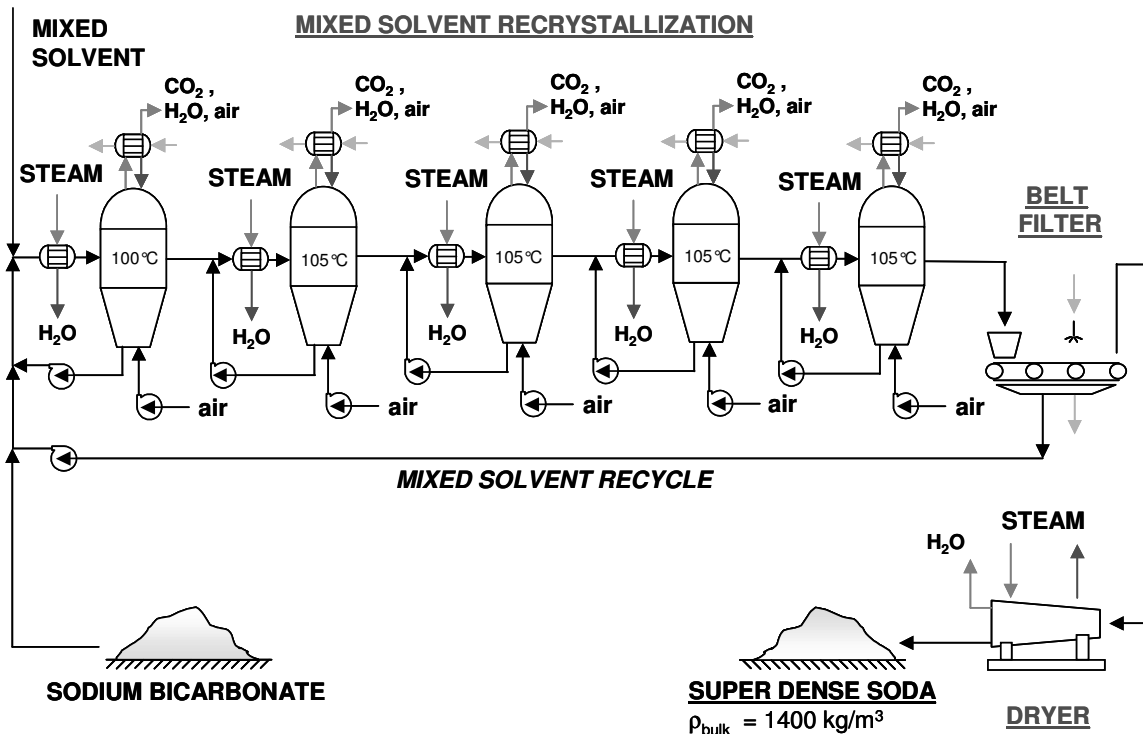 MIXED SOLVENT RECRYSTALLIZATION
MIXED
SOLVENT
CO₂ ,
H₂O, air
CO₂ ,
H₂O, air
CO₂ ,
H₂O, air
CO₂ ,
H₂O, air
CO₂ ,
H₂O, air
STEAM
STEAM
STEAM
STEAM
STEAM
BELT
FILTER
100°C
105°C
105°C
105°C
105°C
H₂O
H₂O
H₂O
H₂O
H₂O
air
air
air
air
air
MIXED SOLVENT RECYCLE
STEAM
H₂O
SODIUM BICARBONATE
SUPER DENSE SODA
ρbulk = 1400 kg/m³
DRYER